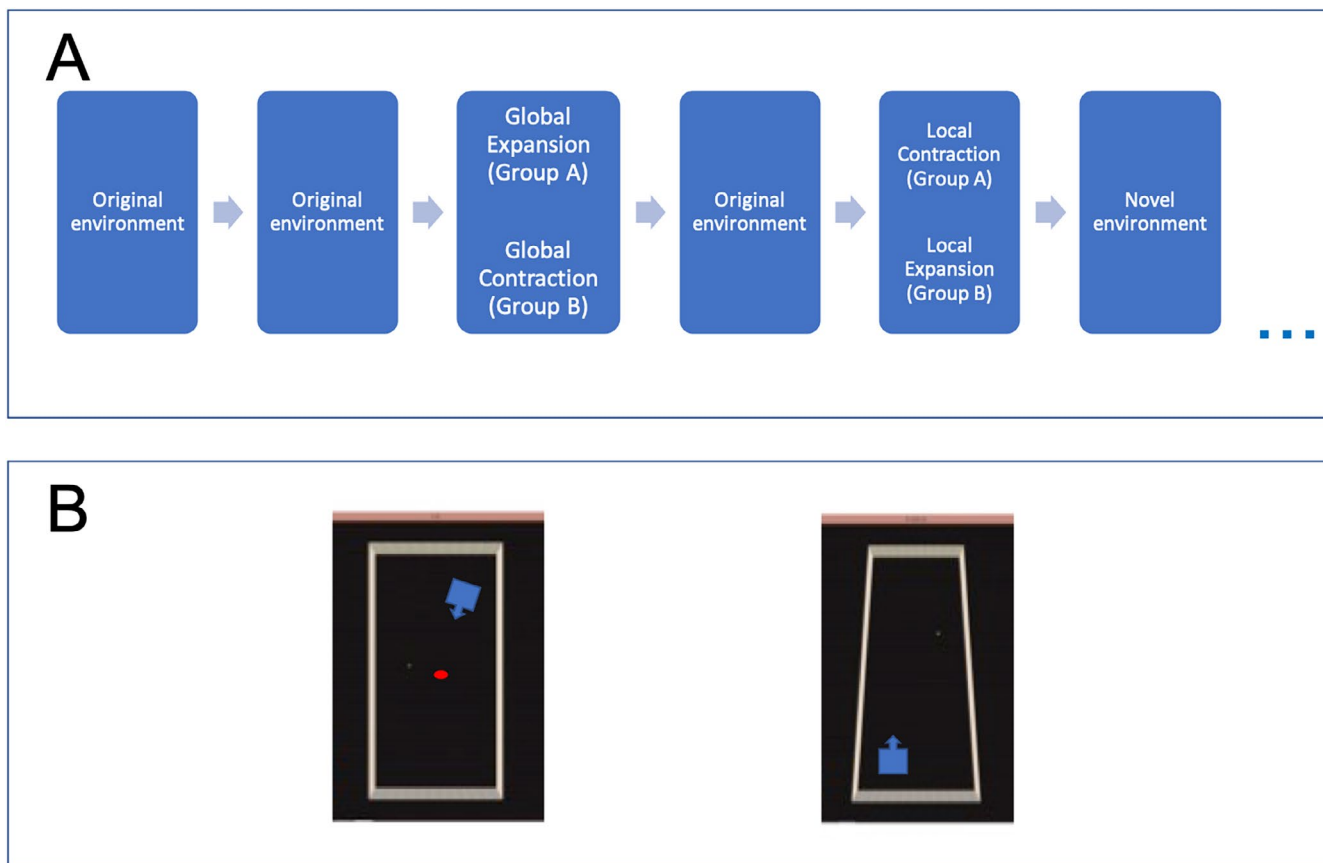 A
Original
environment
Original
environment
Global
Expansion
(Group A)
Global
Contraction
(Group B)
Original
environment
Local
Contraction
(Group A)
Local
Expansion
(Group B)
Novel
environment
...
B